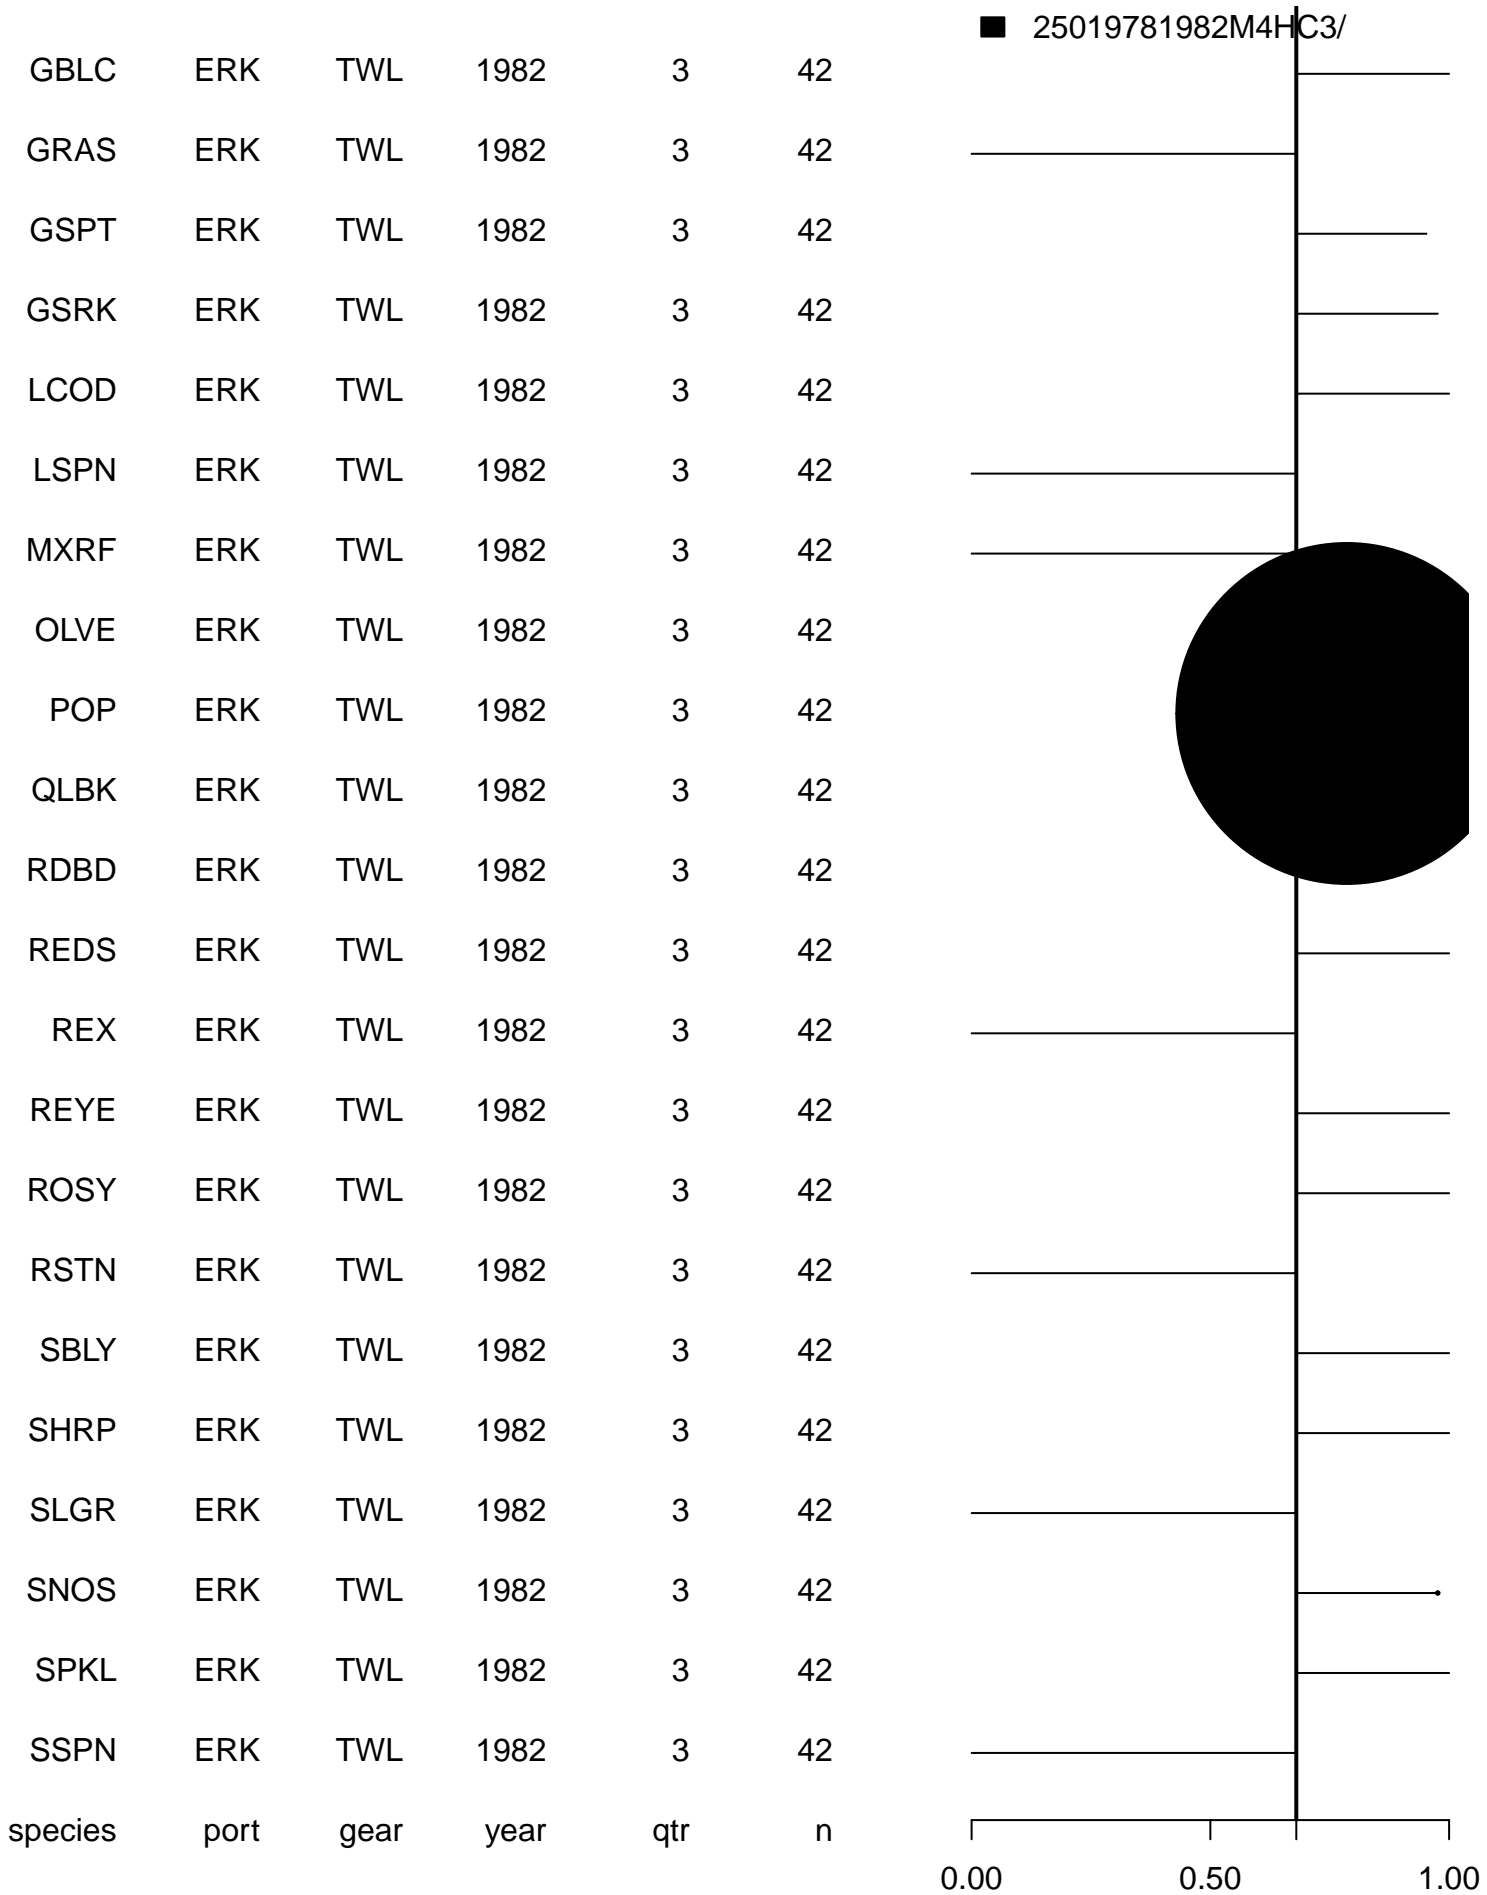 25019781982M4HC3/
GBLC ERK TWL 1982 3 42
GRAS ERK TWL 1982 3 42
GSPT ERK TWL 1982 3 42
GSRK ERK TWL 1982 3 42
LCOD ERK TWL 1982 3 42
LSPN ERK TWL 1982 3 42
MXRF ERK TWL 1982 3 42
OLVE ERK TWL 1982 3 42
POP ERK TWL 1982 3 42
QLBK ERK TWL 1982 3 42
RDBD ERK TWL 1982 3 42
REDS ERK TWL 1982 3 42
REX ERK TWL 1982 3 42
REYE ERK TWL 1982 3 42
ROSY ERK TWL 1982 3 42
RSTN ERK TWL 1982 3 42
SBLY ERK TWL 1982 3 42
SHRP ERK TWL 1982 3 42
SLGR ERK TWL 1982 3 42
SNOS ERK TWL 1982 3 42
SPKL ERK TWL 1982 3 42
SSPN ERK TWL 1982 3 42
species port gear year qtr n
0.00 0.50 1.00